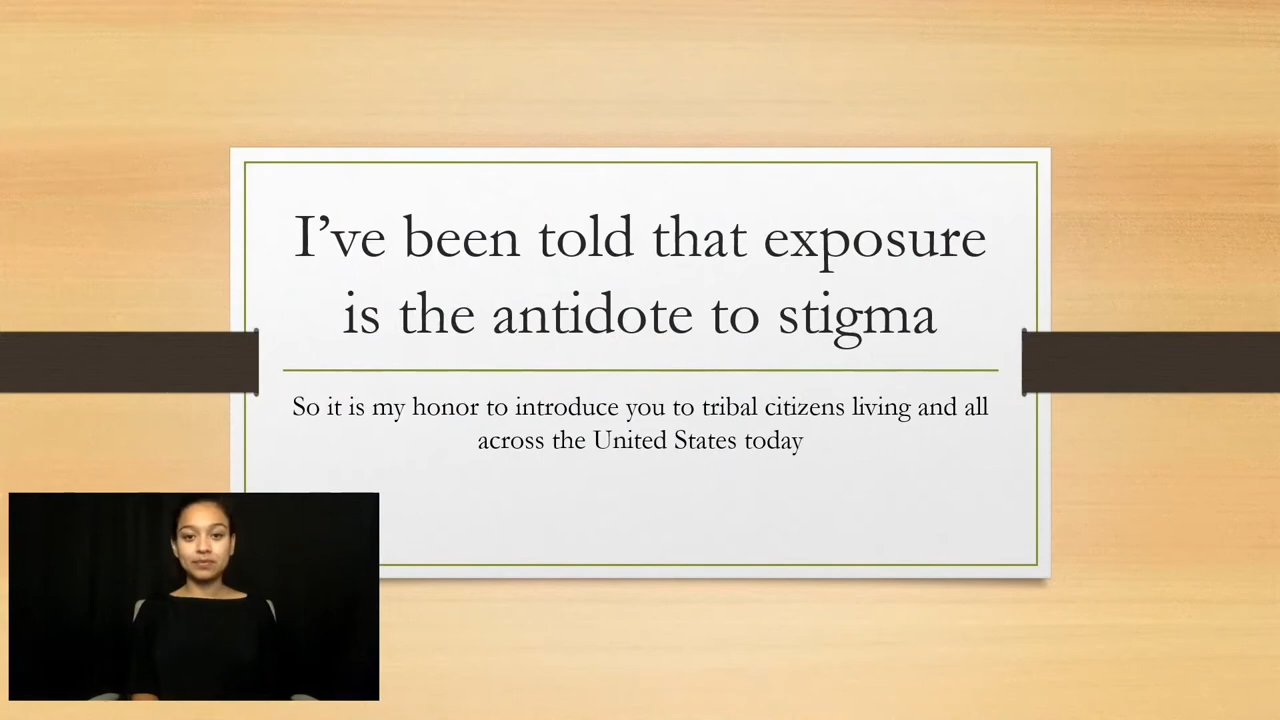 I’ve been told that exposure
is the antidote to stigma
So it is my honor to introduce you to tribal citizens living and all
across the United States today